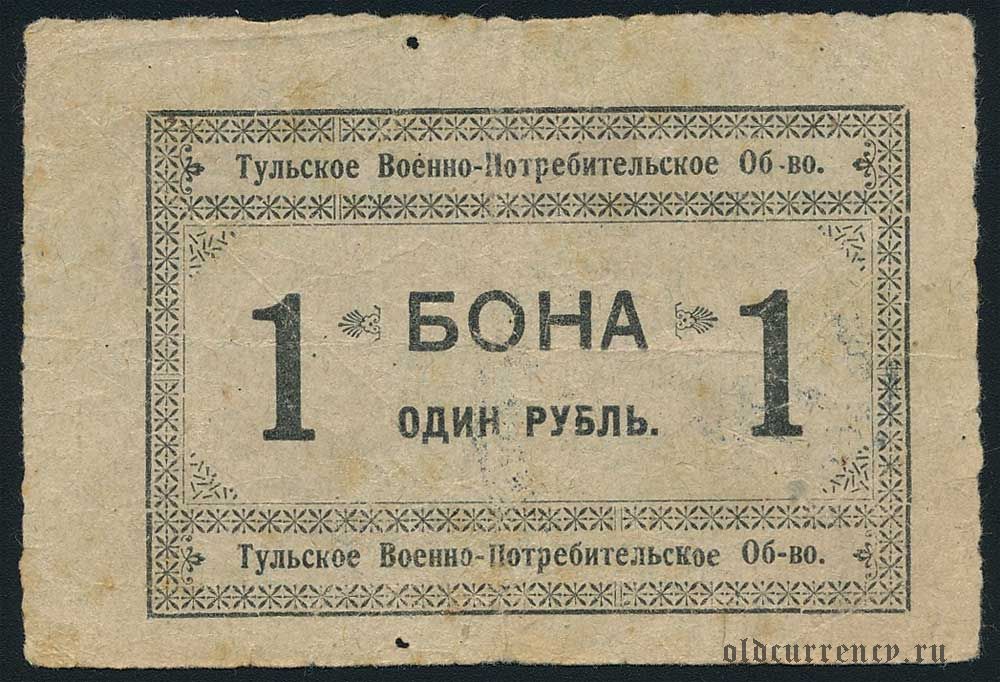 Тульское Военно-Потребительское Об-во.
1 БОНА 1
ОДИН РУБЛЬ.
Тульское Военно-Потребительское Об-во.
oldcurrency.ru